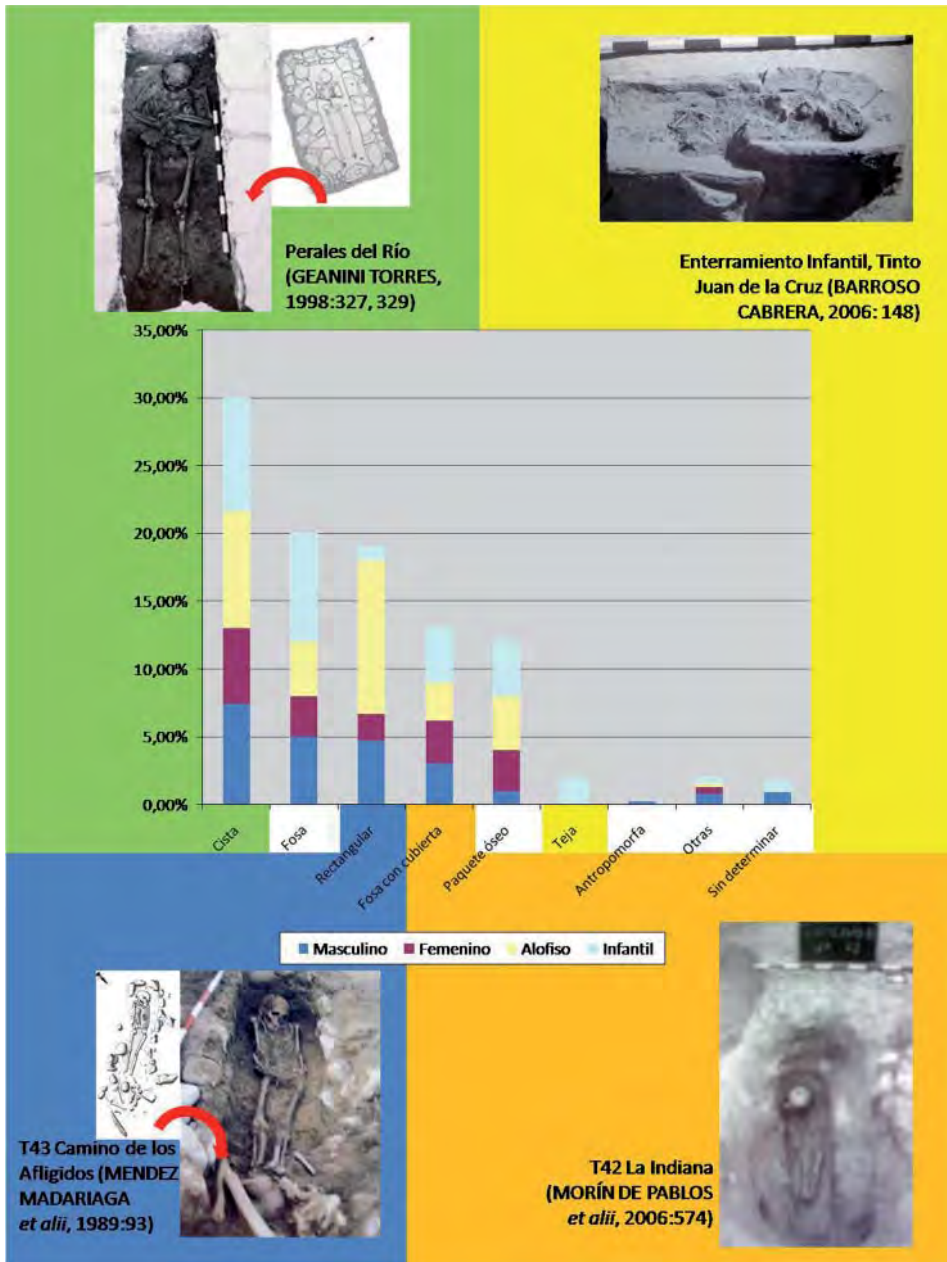 Perales del Río
(GEANINI TORRES,
1998:327, 329)
Enterramiento Infantil, Tinto
Juan de la Cruz (BARROSO
CABRERA, 2006: 148)
35,00%
30,00%
25,00%
20,00%
15,00%
10,00%
5,00%
0,00%
Cista
Fosa
Rectangular
Fosa con cubierta
Paquete óseo
Teja
Antropomorfa
Otras
Sin determinar
Masculino Femenino Alofiso Infantil
T43 Camino de los
Afligidos (MENDEZ
MADARIAGA
et alii, 1989:93)
T42 La Indiana
(MORÍN DE PABLOS
et alii, 2006:574)